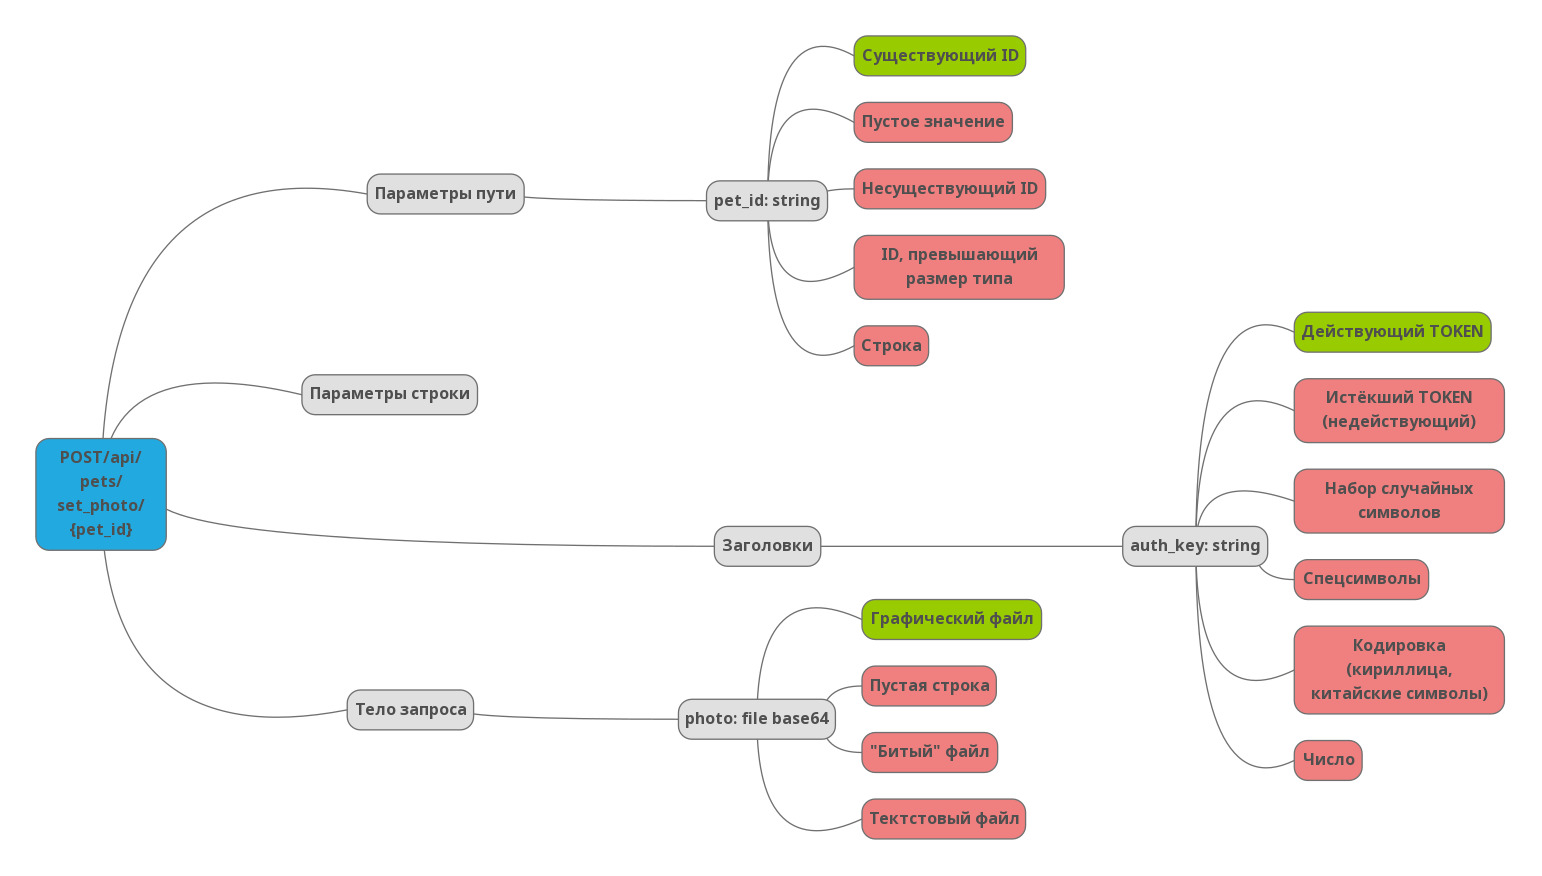 POST/api/
pets/
set_photo/
{pet_id}
Параметры пути
pet_id: string
Существующий ID
Пустое значение
Несуществующий ID
ID, превышающий
размер типа
Строка
Параметры строки
Заголовки
auth_key: string
Действующий TOKEN
Истёкший TOKEN
(недействующий)
Набор случайных
символов
Спецсимволы
Кодировка
(кириллица,
китайские символы)
Число
Тело запроса
photo: file base64
Графический файл
Пустая строка
"Битый" файл
Тектстовый файл